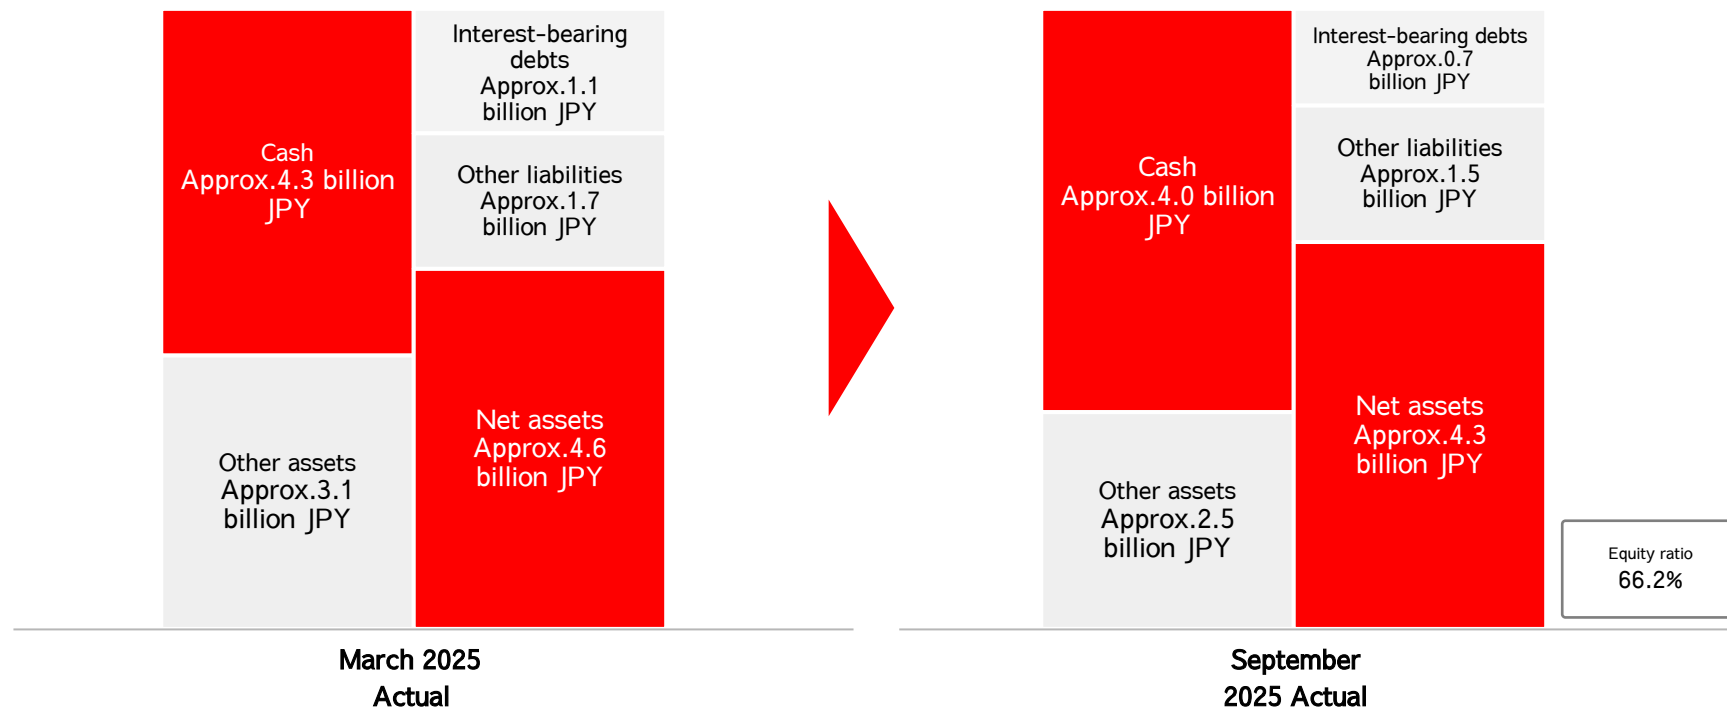 Cash
Approx.4.3 billion
JPY
Other assets
Approx.3.1
billion JPY
Interest-bearing
debts
Approx.1.1
billion JPY
Other liabilities
Approx.1.7
billion JPY
Net assets
Approx.4.6
billion JPY
March 2025
Actual
Cash
Approx.4.0 billion
JPY
Other assets
Approx.2.5
billion JPY
Interest-bearing debts
Approx.0.7
billion JPY
Other liabilities
Approx.1.5
billion JPY
Net assets
Approx.4.3
billion JPY
Equity ratio
66.2%
September
2025 Actual